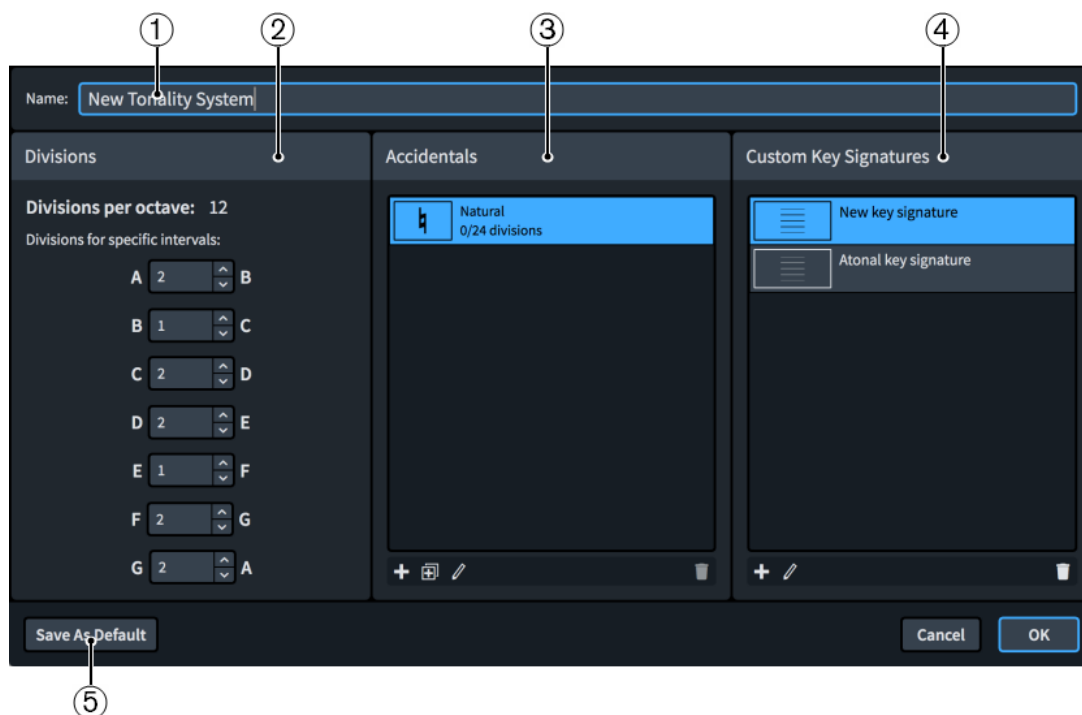 ① ② ③ ④
Name: New Tonality System
Divisions
Accidentals
Custom Key Signatures
Divisions per octave: 12
Divisions for specific intervals:
A 2 B
B 1 C
C 2 D
D 2 E
E 1 F
F 2 G
G 2 A
Natural
0/24 divisions
New key signature
Atonal key signature
Save As Default
Cancel
OK
⑤